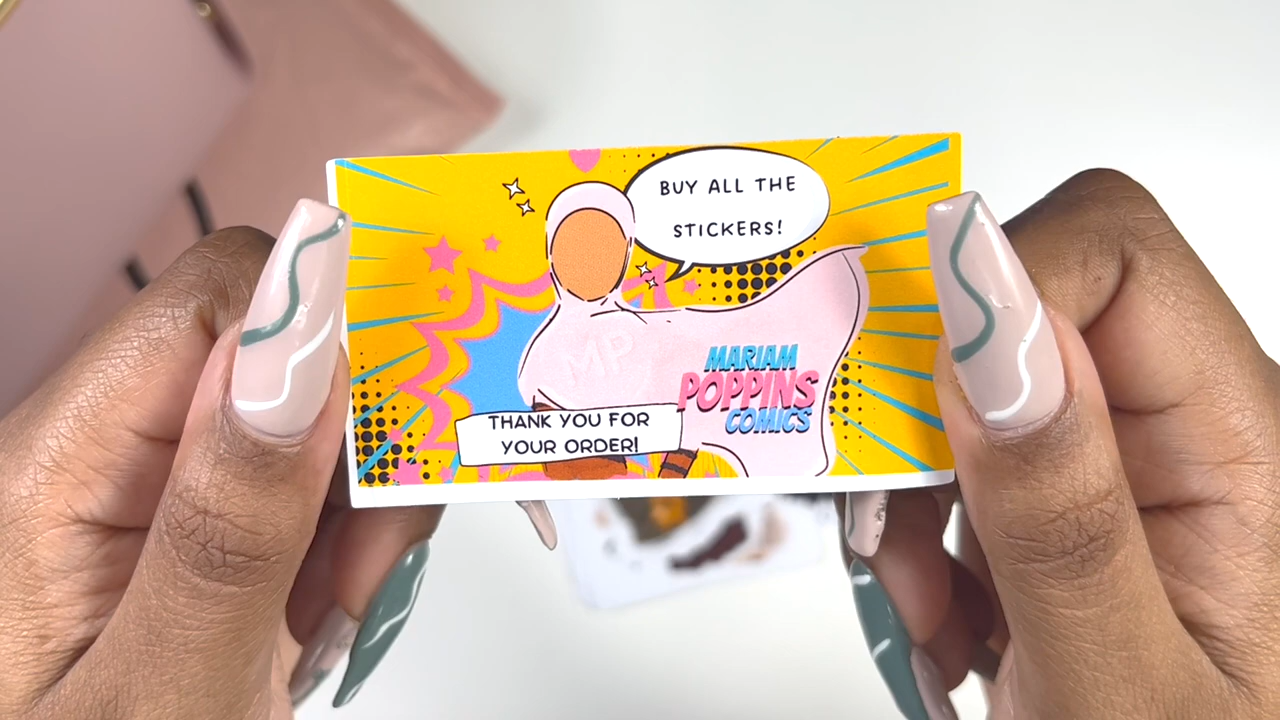 BUY ALL THE
STICKERS!
MP
MARIAM
POPPINS
COMICS
THANK YOU FOR
YOUR ORDER!